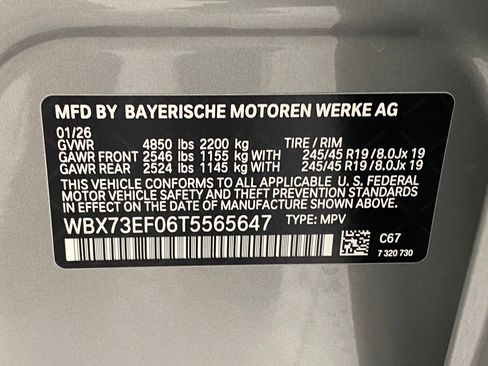 MFD BY BAYERISCHE MOTOREN WERKE AG
01/26
GVWR 4850 lbs 2200 kg TIRE / RIM
GAWR FRONT 2546 lbs 1155 kg WITH 245/45 R19 / 8.0Jx 19
GAWR REAR 2524 lbs 1145 kg WITH 245/45 R19 / 8.0Jx 19
THIS VEHICLE CONFORMS TO ALL APPLICABLE U. S. FEDERAL
MOTOR VEHICLE SAFETY AND THEFT PREVENTION STANDARDS
IN EFFECT ON THE DATE OF MANUFACTURE SHOWN ABOVE.
WBX73EF06T5565647 TYPE: MPV
C67
7 320 730